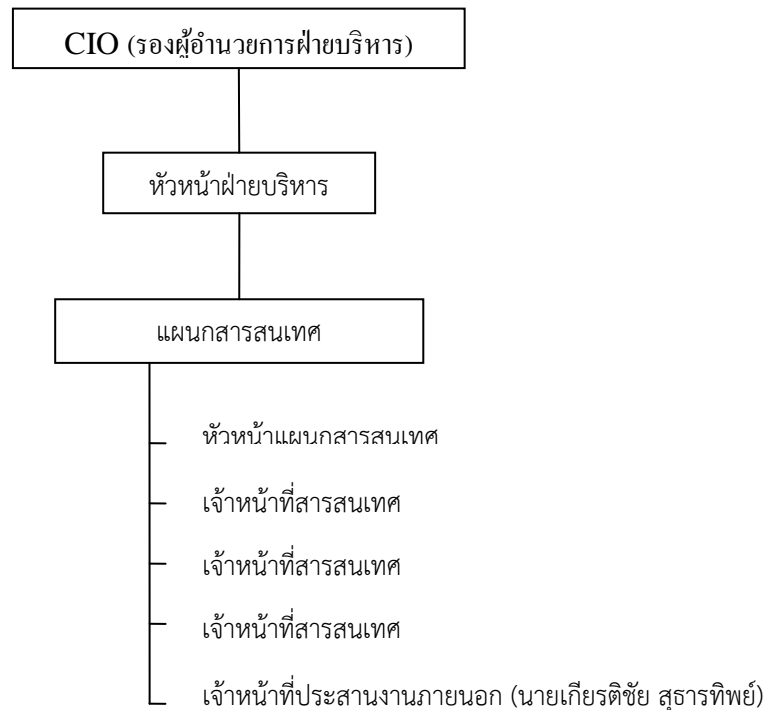 CIO (รองผู้อำนวยการฝ่ายบริหาร)
หัวหน้าฝ่ายบริหาร
แผนกสารสนเทศ
หัวหน้าแผนกสารสนเทศ
เจ้าหน้าที่สารสนเทศ
เจ้าหน้าที่สารสนเทศ
เจ้าหน้าที่สารสนเทศ
เจ้าหน้าที่ประสานงานภายนอก (นายเกียรติชัย สุธารทิพย์)